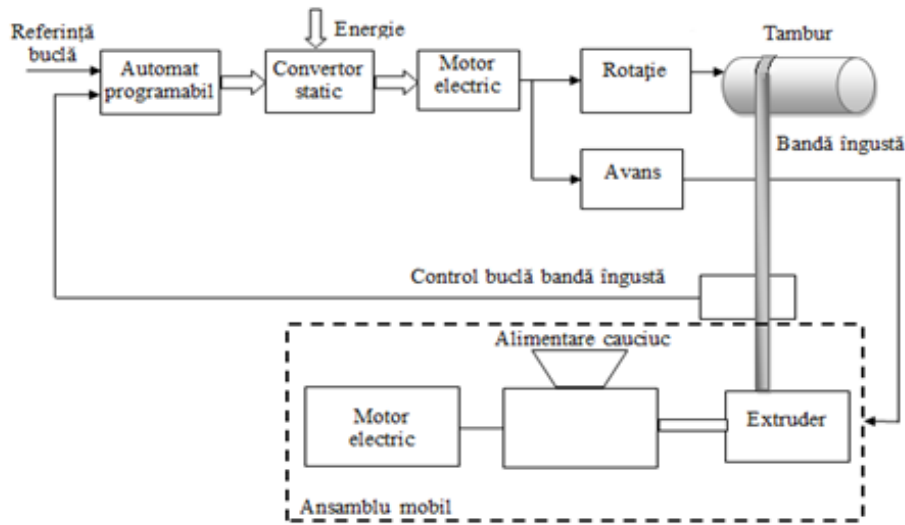 Referință
buclă
Energie
Tambur
Automat
programabil
Convertor
static
Motor
electric
Rotație
Bandă îngustă
Avans
Control buclă bandă îngustă
Alimentare cauciuc
Motor
electric
Extruder
Ansamblu mobil